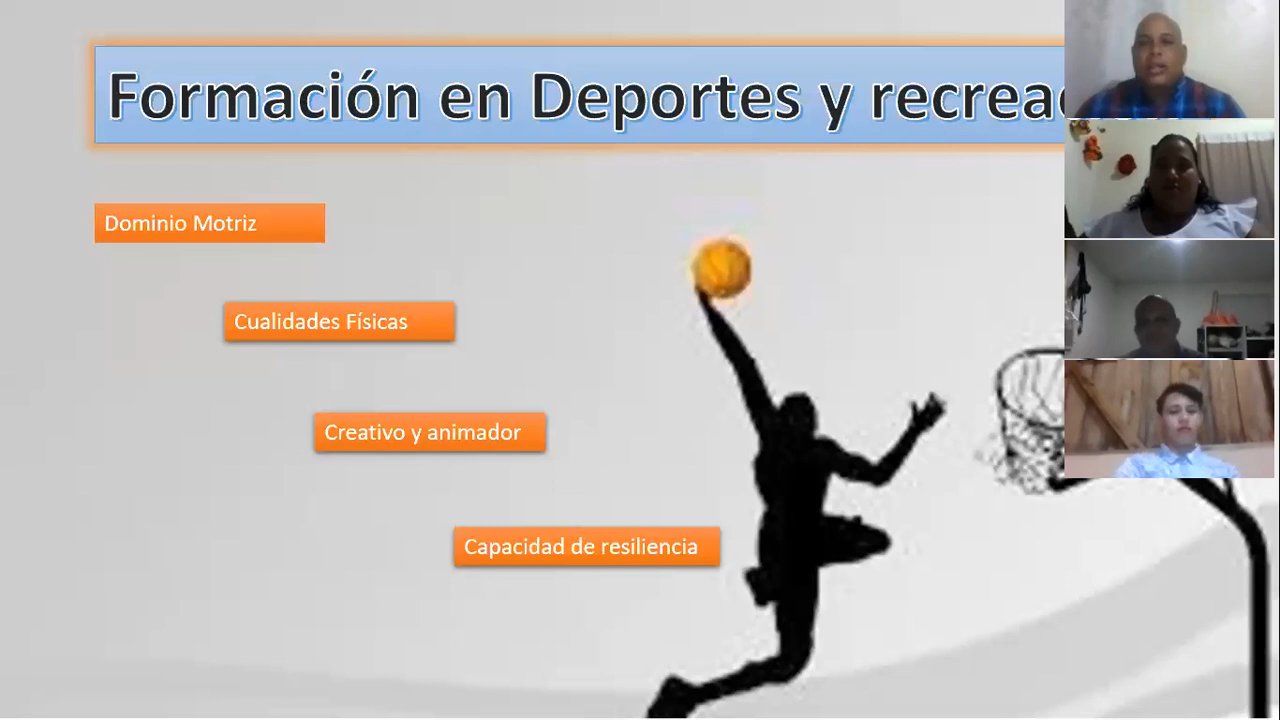 Formación en Deportes y recrea
Dominio Motriz
Cualidades Físicas
Creativo y animador
Capacidad de resiliencia